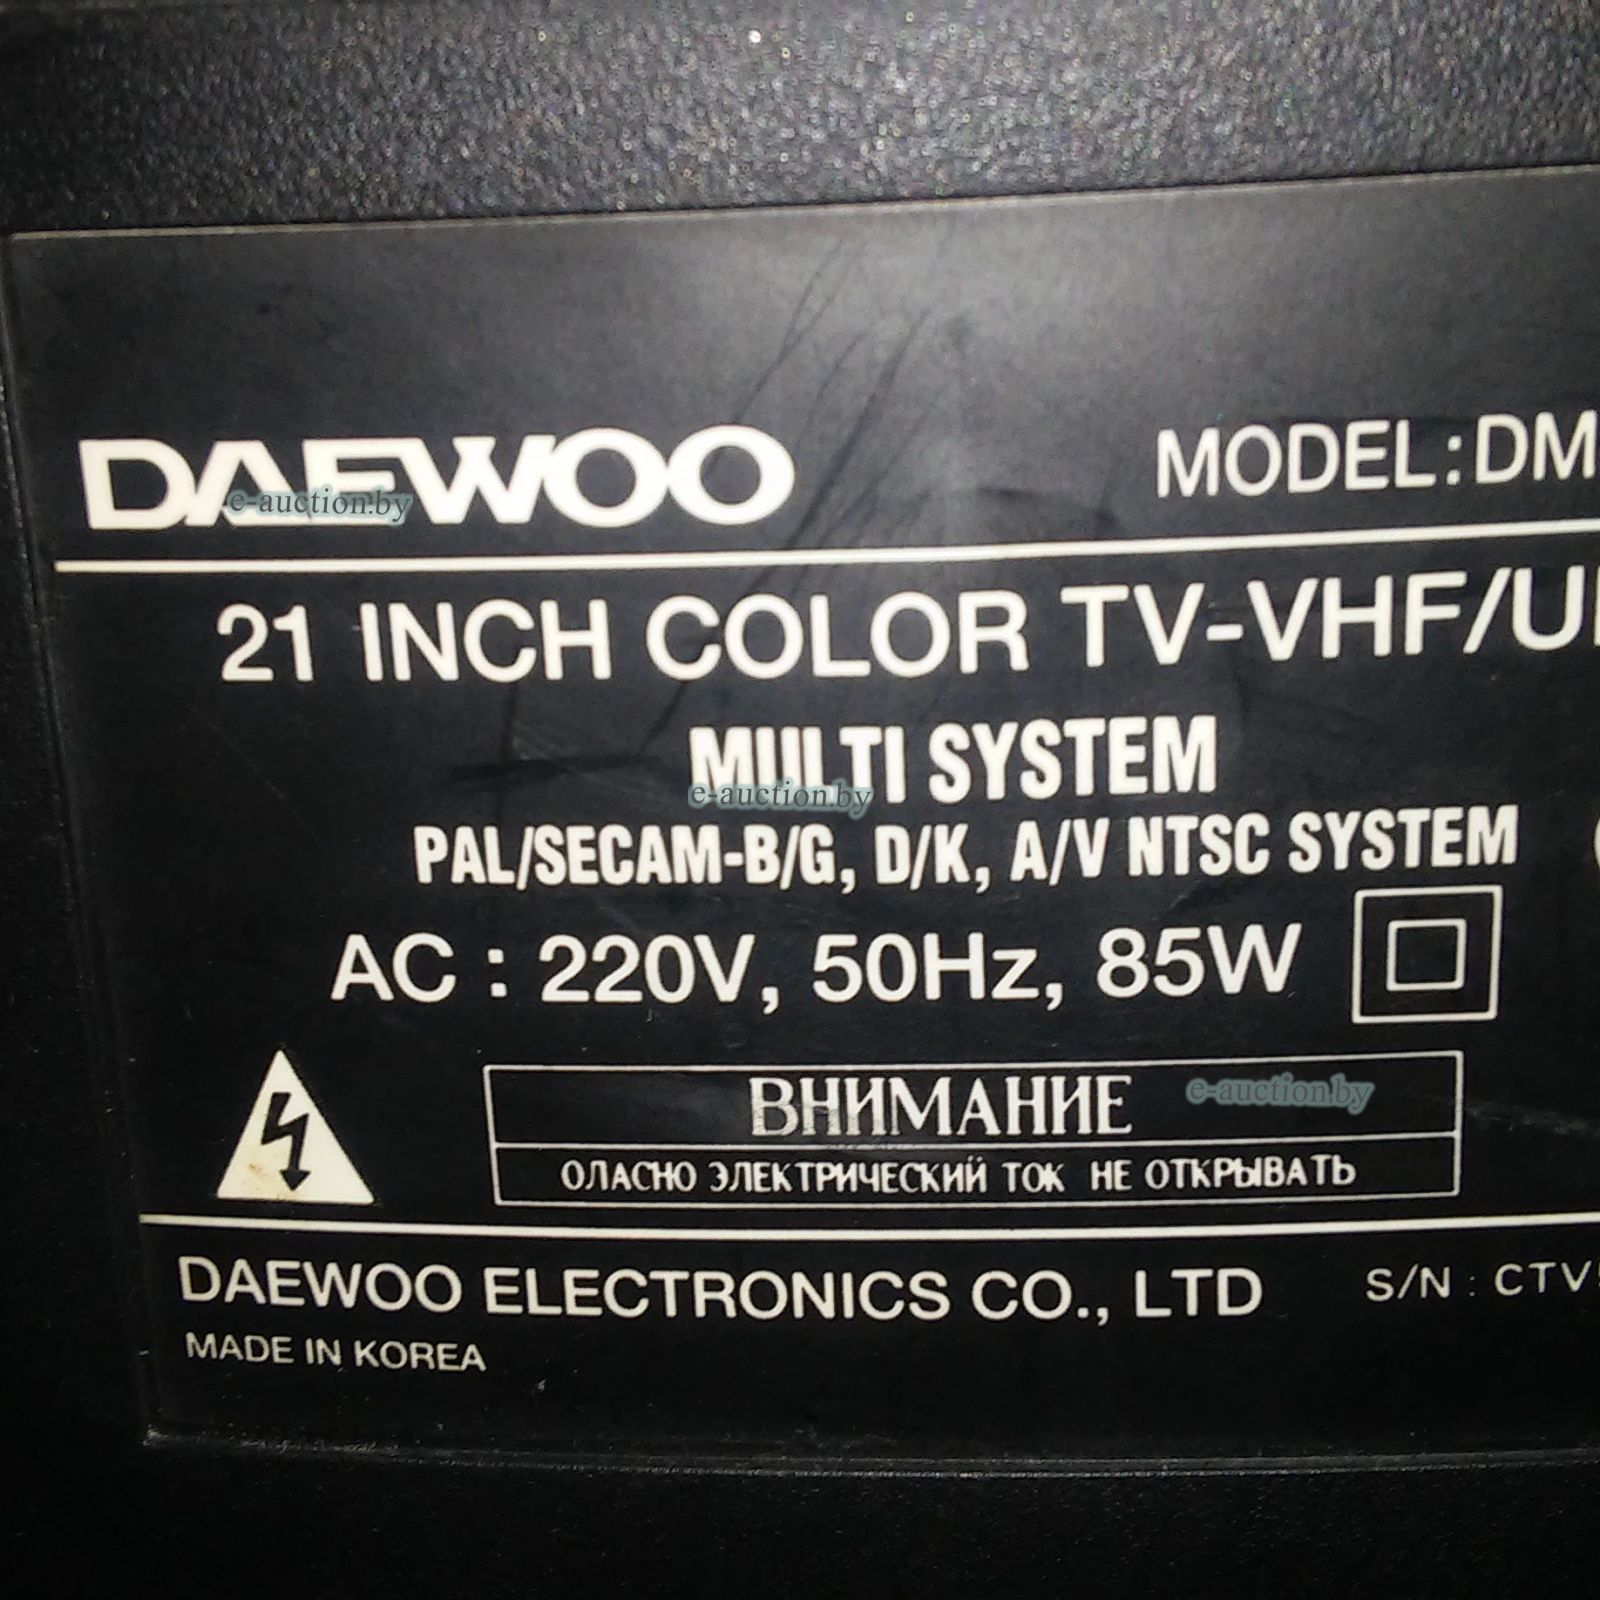 DAEWOO
MODEL:DM
21 INCH COLOR TV-VHF/U
MULTI SYSTEM
PAL/SECAM-B/G, D/K, A/V NTSC SYSTEM
AC : 220V, 50Hz, 85W
ВНИМАНИЕ
ОЛАСНО ЭЛЕКТРИЧЕСКИЙ ТОК НЕ ОТКРЫВАТЬ
DAEWOO ELECTRONICS CO., LTD
S/N : CTV
MADE IN KOREA
e-auction.by
e-auction.by
e-auction.by